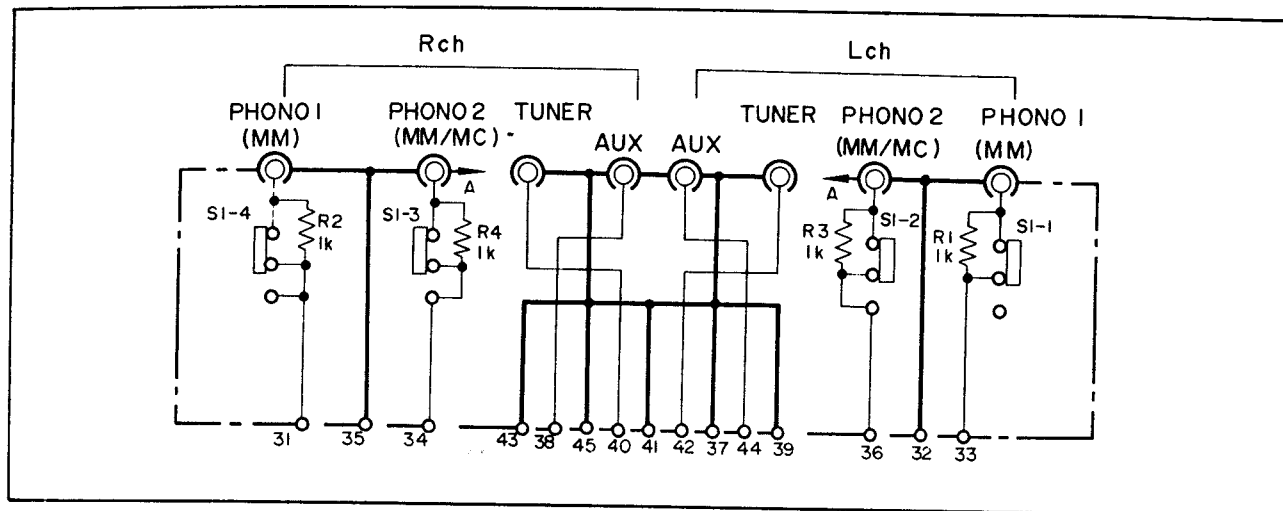 Rch
Lch
PHONO 1
(MM)
PHONO 2
(MM/MC)
TUNER
AUX
AUX
TUNER
PHONO 2
(MM/MC)
PHONO 1
(MM)
A
A
S1-4
R2
1k
S1-3
R4
1k
R3
1k
S1-2
R1
1k
S1-1
31
35
34
43
38
45
40
41
42
37
44
39
36
32
33